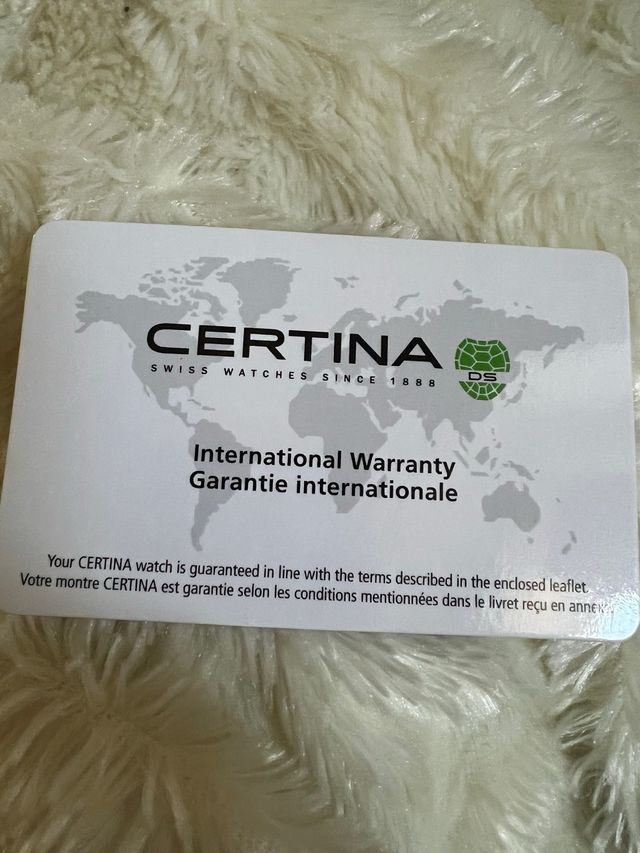 CERTINA
SWISS WATCHES SINCE 1888
DS
International Warranty
Garantie internationale
Your CERTINA watch is guaranteed in line with the terms described in the enclosed leaflet.
Votre montre CERTINA est garantie selon les conditions mentionnées dans le livret reçu en